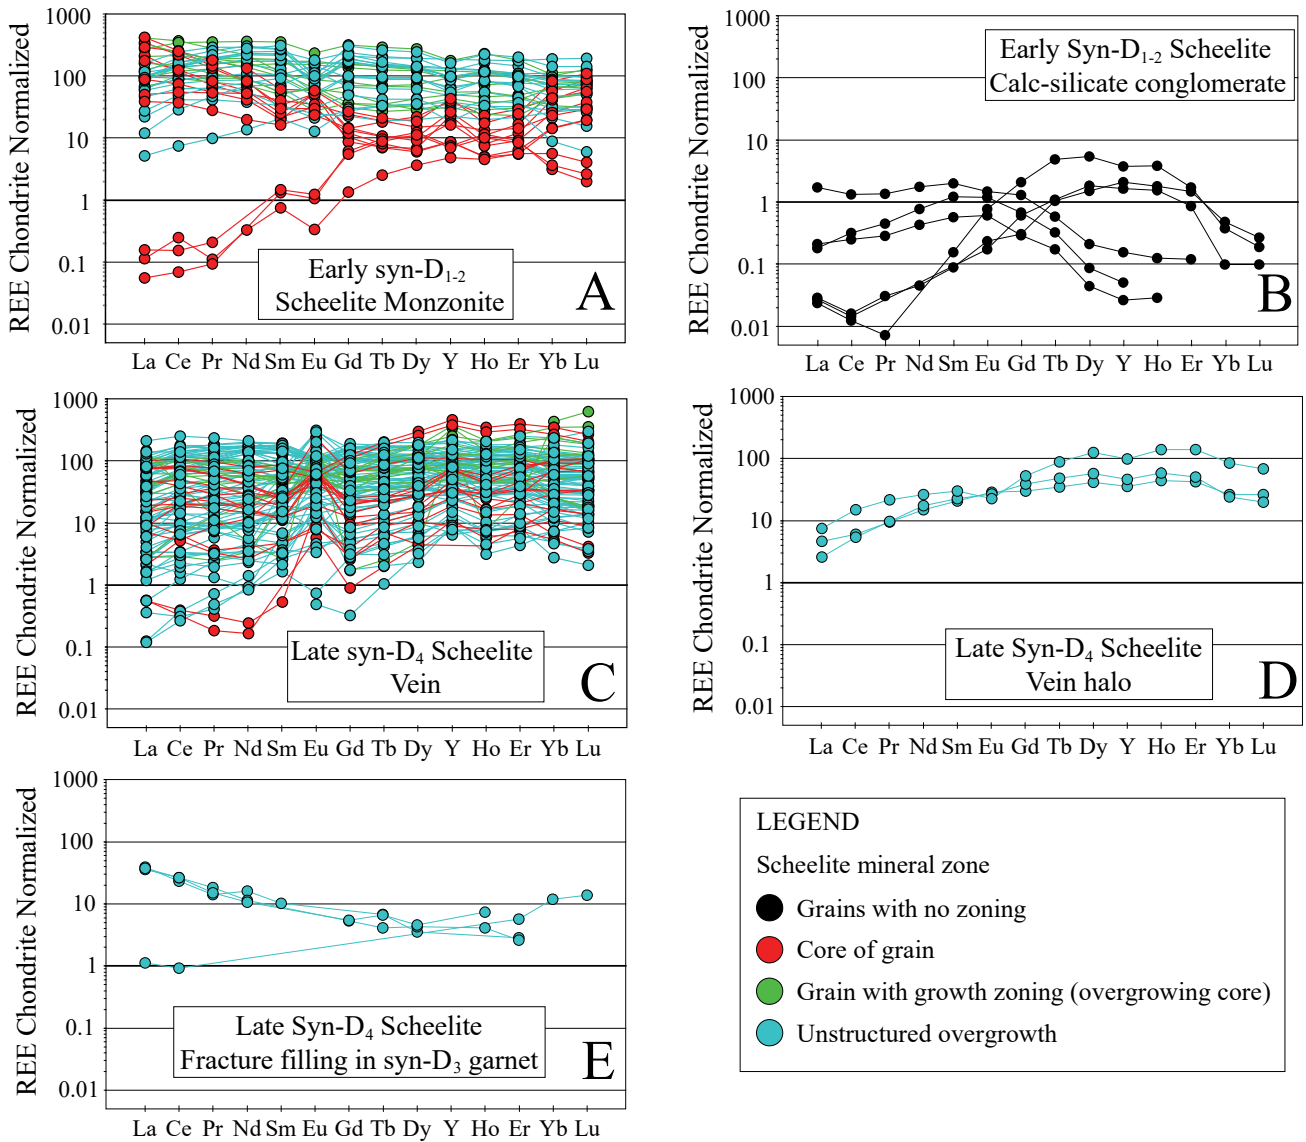 REE Chondrite Normalized
1000
100
10
1
0.1
0.01
Early syn-D1-2
Scheelite Monzonite
A
La Ce Pr Nd Sm Eu Gd Tb Dy Y Ho Er Yb Lu
REE Chondrite Normalized
1000
100
10
1
0.1
0.01
Early Syn-D1-2 Scheelite
Calc-silicate conglomerate
B
La Ce Pr Nd Sm Eu Gd Tb Dy Y Ho Er Yb Lu
REE Chondrite Normalized
1000
100
10
1
0.1
0.01
Late syn-D4 Scheelite
Vein
C
La Ce Pr Nd Sm Eu Gd Tb Dy Y Ho Er Yb Lu
REE Chondrite Normalized
1000
100
10
1
0.1
0.01
Late Syn-D4 Scheelite
Vein halo
D
La Ce Pr Nd Sm Eu Gd Tb Dy Y Ho Er Yb Lu
REE Chondrite Normalized
1000
100
10
1
0.1
0.01
Late Syn-D4 Scheelite
Fracture filling in syn-D3 garnet
E
La Ce Pr Nd Sm Eu Gd Tb Dy Y Ho Er Yb Lu
LEGEND
Scheelite mineral zone
Grains with no zoning
Core of grain
Grain with growth zoning (overgrowing core)
Unstructured overgrowth